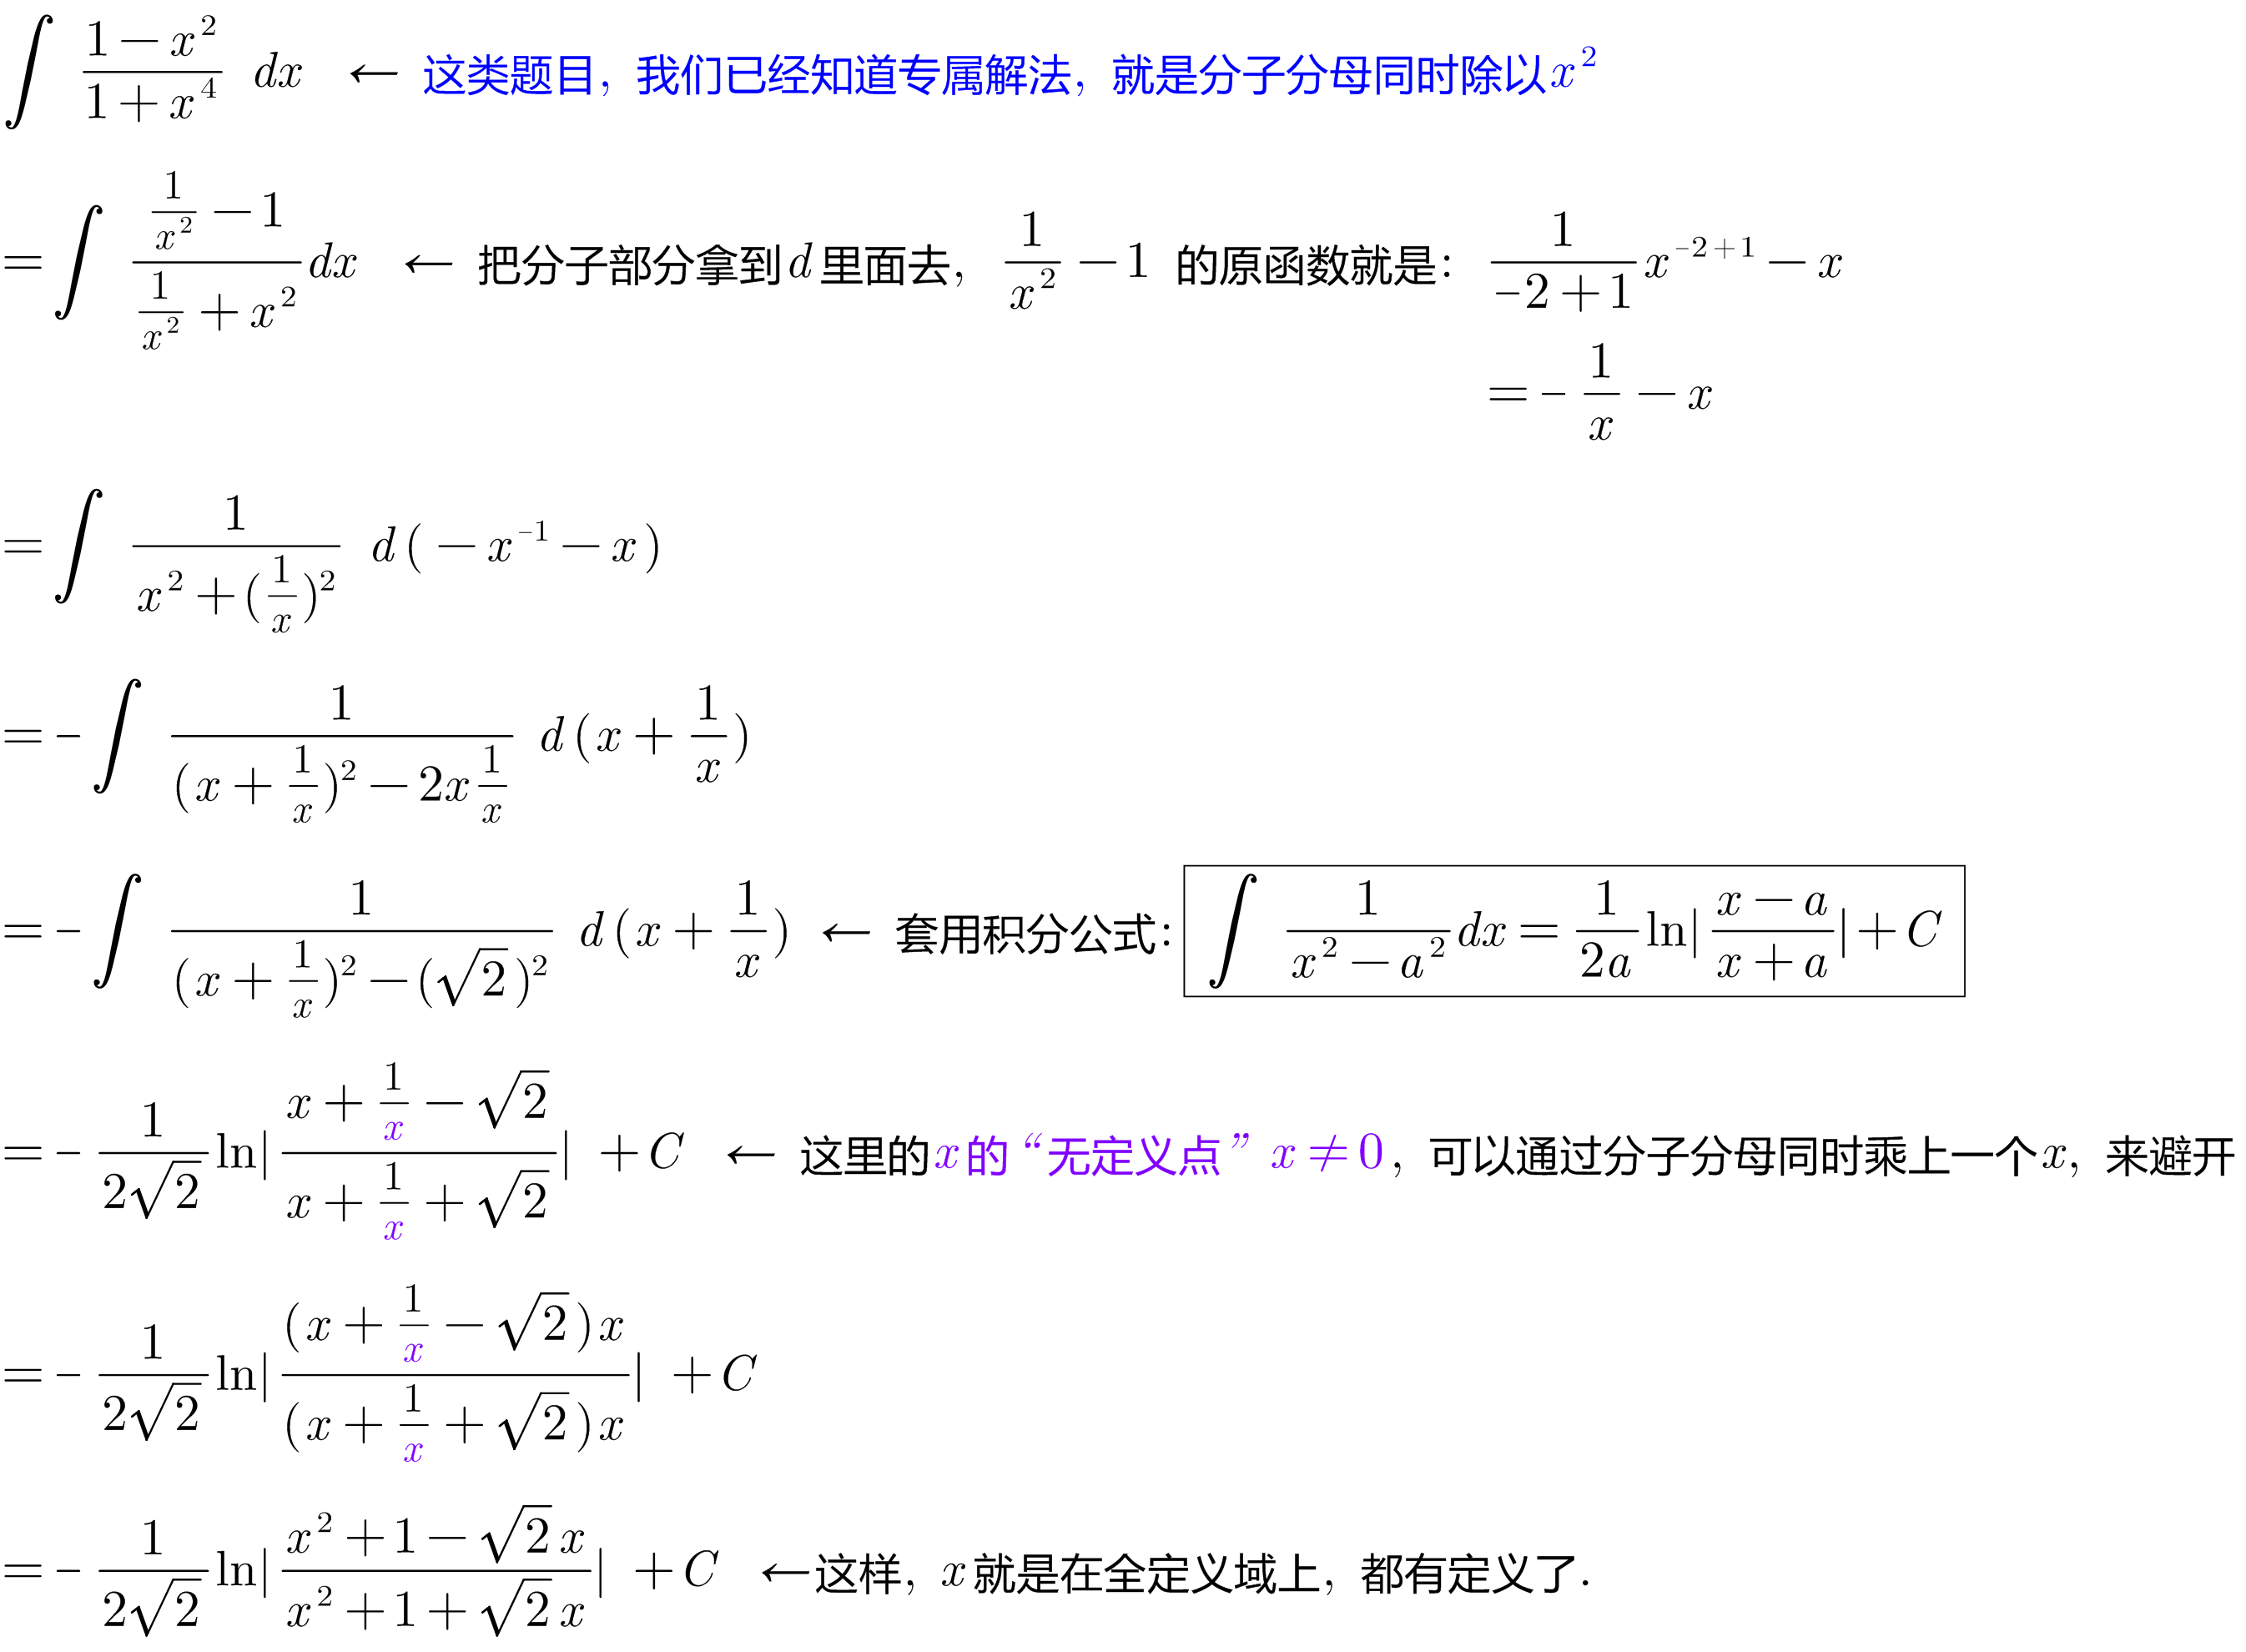 ∫ \frac{1-x^2}{1+x^4} dx ← 这类题目, 我们已经知道专属解法, 就是分子分母同时除以x^2
= ∫ \frac{\frac{1}{x^2}-1}{\frac{1}{x^2}+x^2} dx ← 把分子部分拿到d里面去, \frac{1}{x^2}-1 的原函数就是: \frac{1}{-2+1}x^{-2+1}-x
= -\frac{1}{x}-x
= ∫ \frac{1}{x^2+(\frac{1}{x})^2} d(-x^{-1}-x)
= -∫ \frac{1}{(x+\frac{1}{x})^2-2x\frac{1}{x}} d(x+\frac{1}{x})
= -∫ \frac{1}{(x+\frac{1}{x})^2-(\sqrt{2})^2} d(x+\frac{1}{x}) ← 套用积分公式: ∫ \frac{1}{x^2-a^2}dx = \frac{1}{2a}ln|\frac{x-a}{x+a}|+C
= -\frac{1}{2\sqrt{2}}ln|\frac{x+\frac{1}{x}-\sqrt{2}}{x+\frac{1}{x}+\sqrt{2}}| +C ← 这里的x的“无定义点”x≠0, 可以通过分子分母同时乘上一个x, 来避开
= -\frac{1}{2\sqrt{2}}ln|\frac{(x+\frac{1}{x}-\sqrt{2})x}{(x+\frac{1}{x}+\sqrt{2})x}| +C
= -\frac{1}{2\sqrt{2}}ln|\frac{x^2+1-\sqrt{2}x}{x^2+1+\sqrt{2}x}| +C ←这样, x就是在全定义域上, 都有定义了.